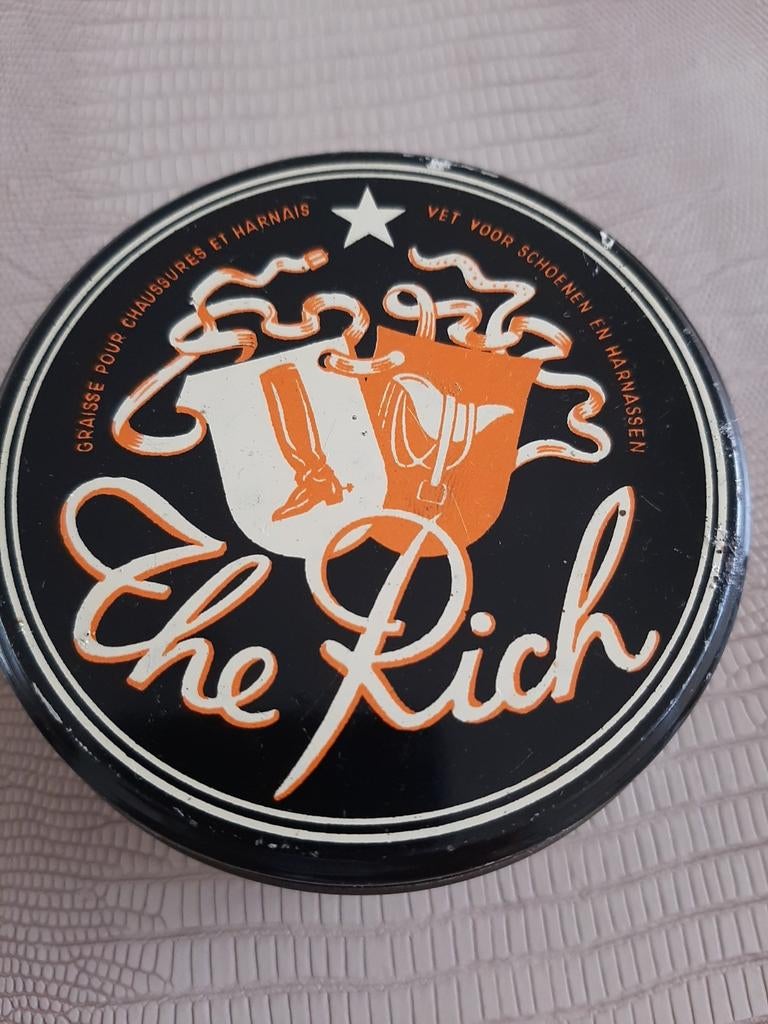 GRAISSE POUR CHAUSSURES ET HARNAIS
VET VOOR SCHOENEN EN HARNASSEN
The Rich